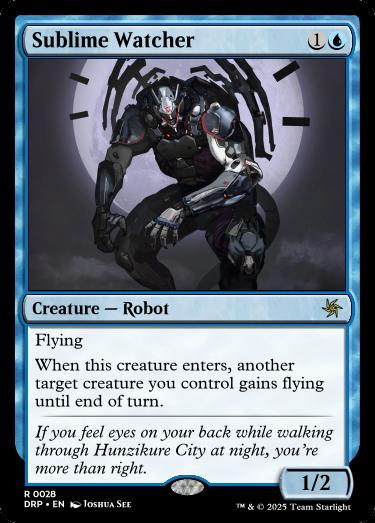 Sublime Watcher 1
Creature — Robot
Flying
When this creature enters, another
target creature you control gains flying
until end of turn.
If you feel eyes on your back while walking
through Hunzikure City at night, you're
more than right.
1/2
R 0028
DRP • EN Joshua See
™ & © 2025 Team Starlight